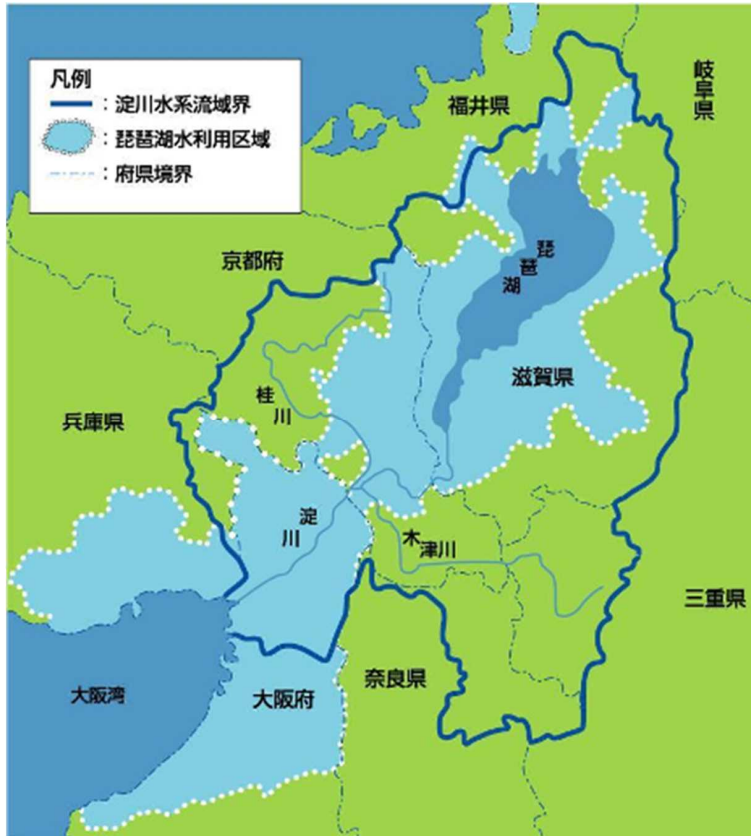 凡例
：淀川水系流域界
：琵琶湖水利用区域
：府県境界
福井県
岐阜県
京都府
琵琶湖
滋賀県
兵庫県
桂川
淀川
木津川
三重県
大阪湾
大阪府
奈良県